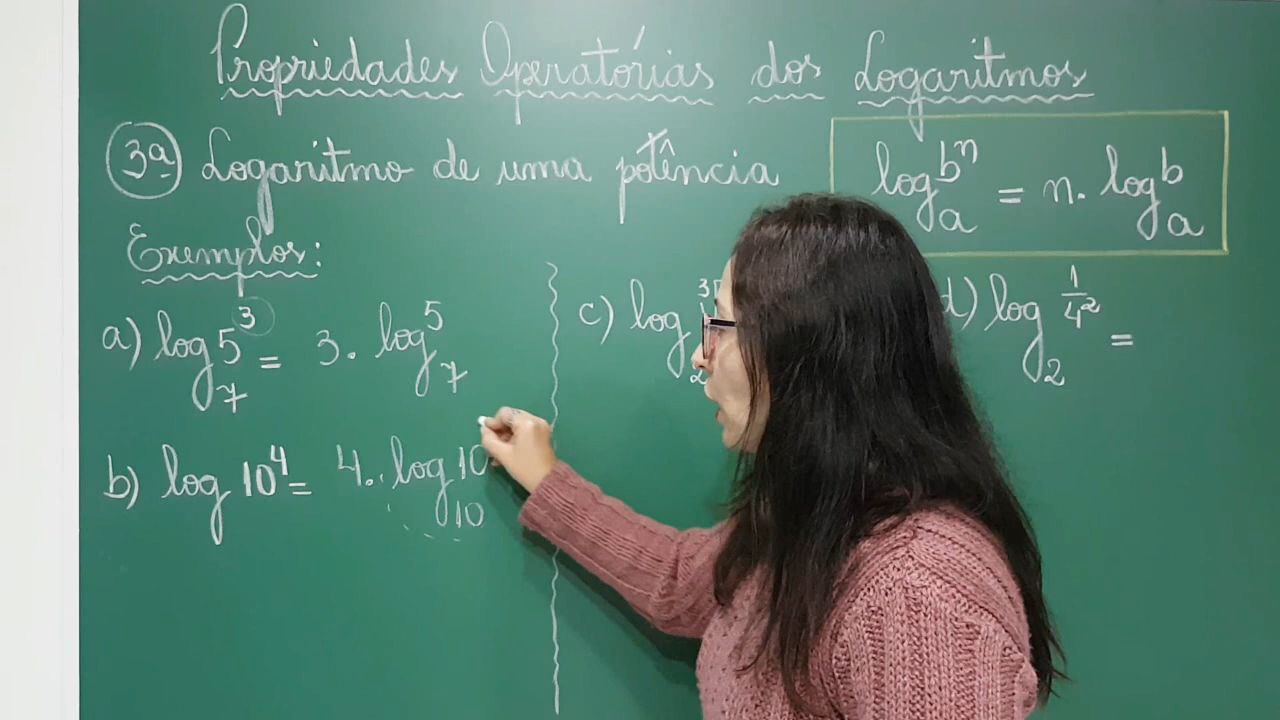 Propriedades Operatórias dos Logaritmos
3ª Logaritmo de uma potência
log_a b^n = n. log_a b
Exemplos:
a) log_7 5^3 = 3. log_7 5
b) log 10^4 = 4. log_10 10
c) log_2
d) log_2 1/4^2 =